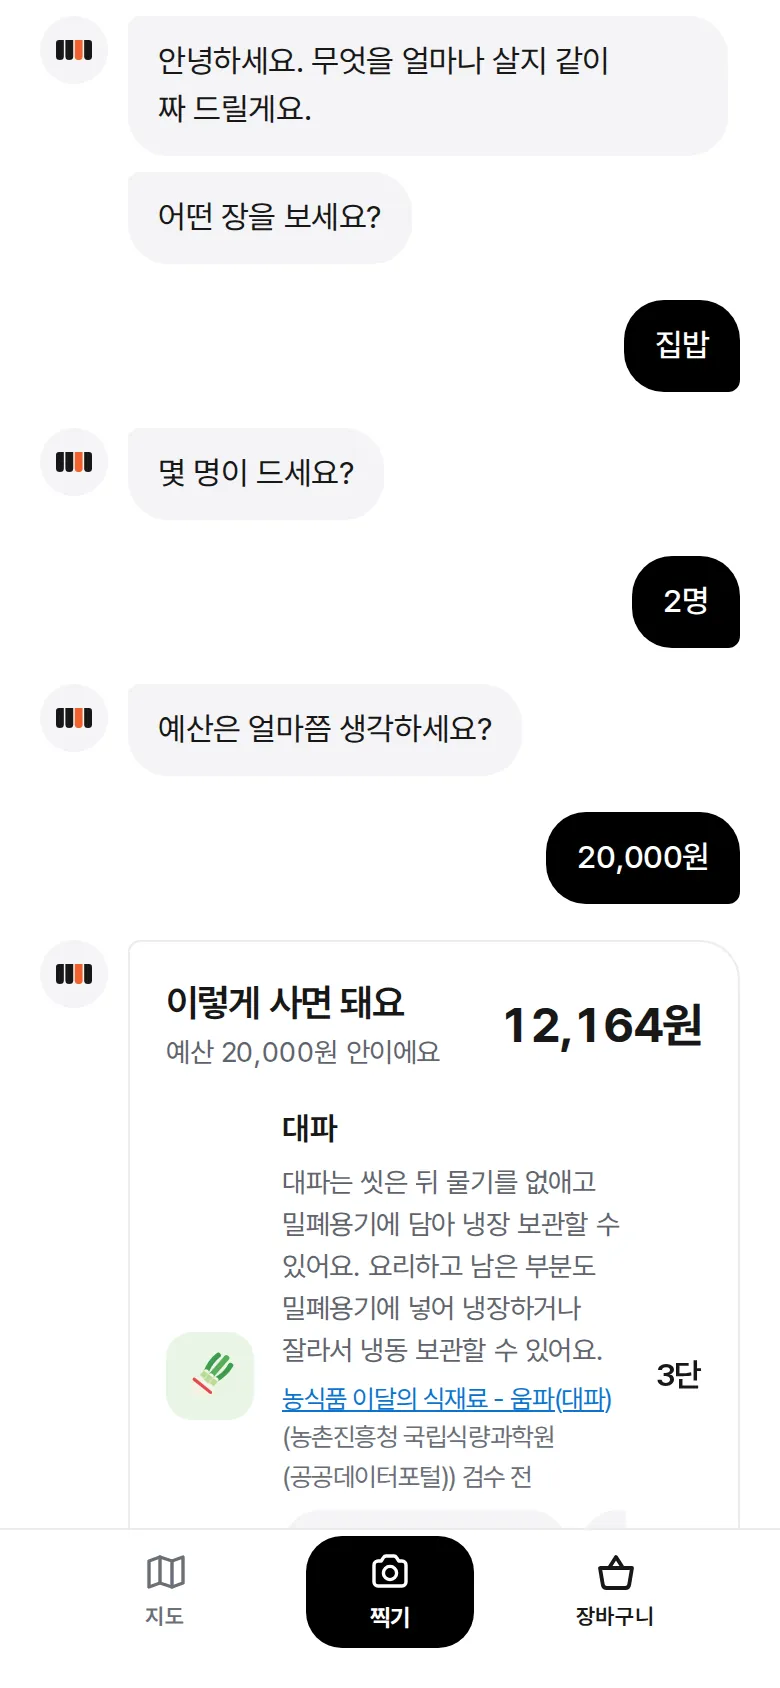 안녕하세요. 무엇을 얼마나 살지 같이
짜 드릴게요.
어떤 장을 보세요?
집밥
몇 명이 드세요?
2명
예산은 얼마쯤 생각하세요?
20,000원
이렇게 사면 돼요
12,164원
예산 20,000원 안이에요
대파
대파는 씻은 뒤 물기를 없애고
밀폐용기에 담아 냉장 보관할 수
있어요. 요리하고 남은 부분도
밀폐용기에 넣어 냉장하거나
잘라서 냉동 보관할 수 있어요.
3단
농식품 이달의 식재료 - 움파(대파)
(농촌진흥청 국립식량과학원
(공공데이터포털)) 검수 전
지도
찍기
장바구니